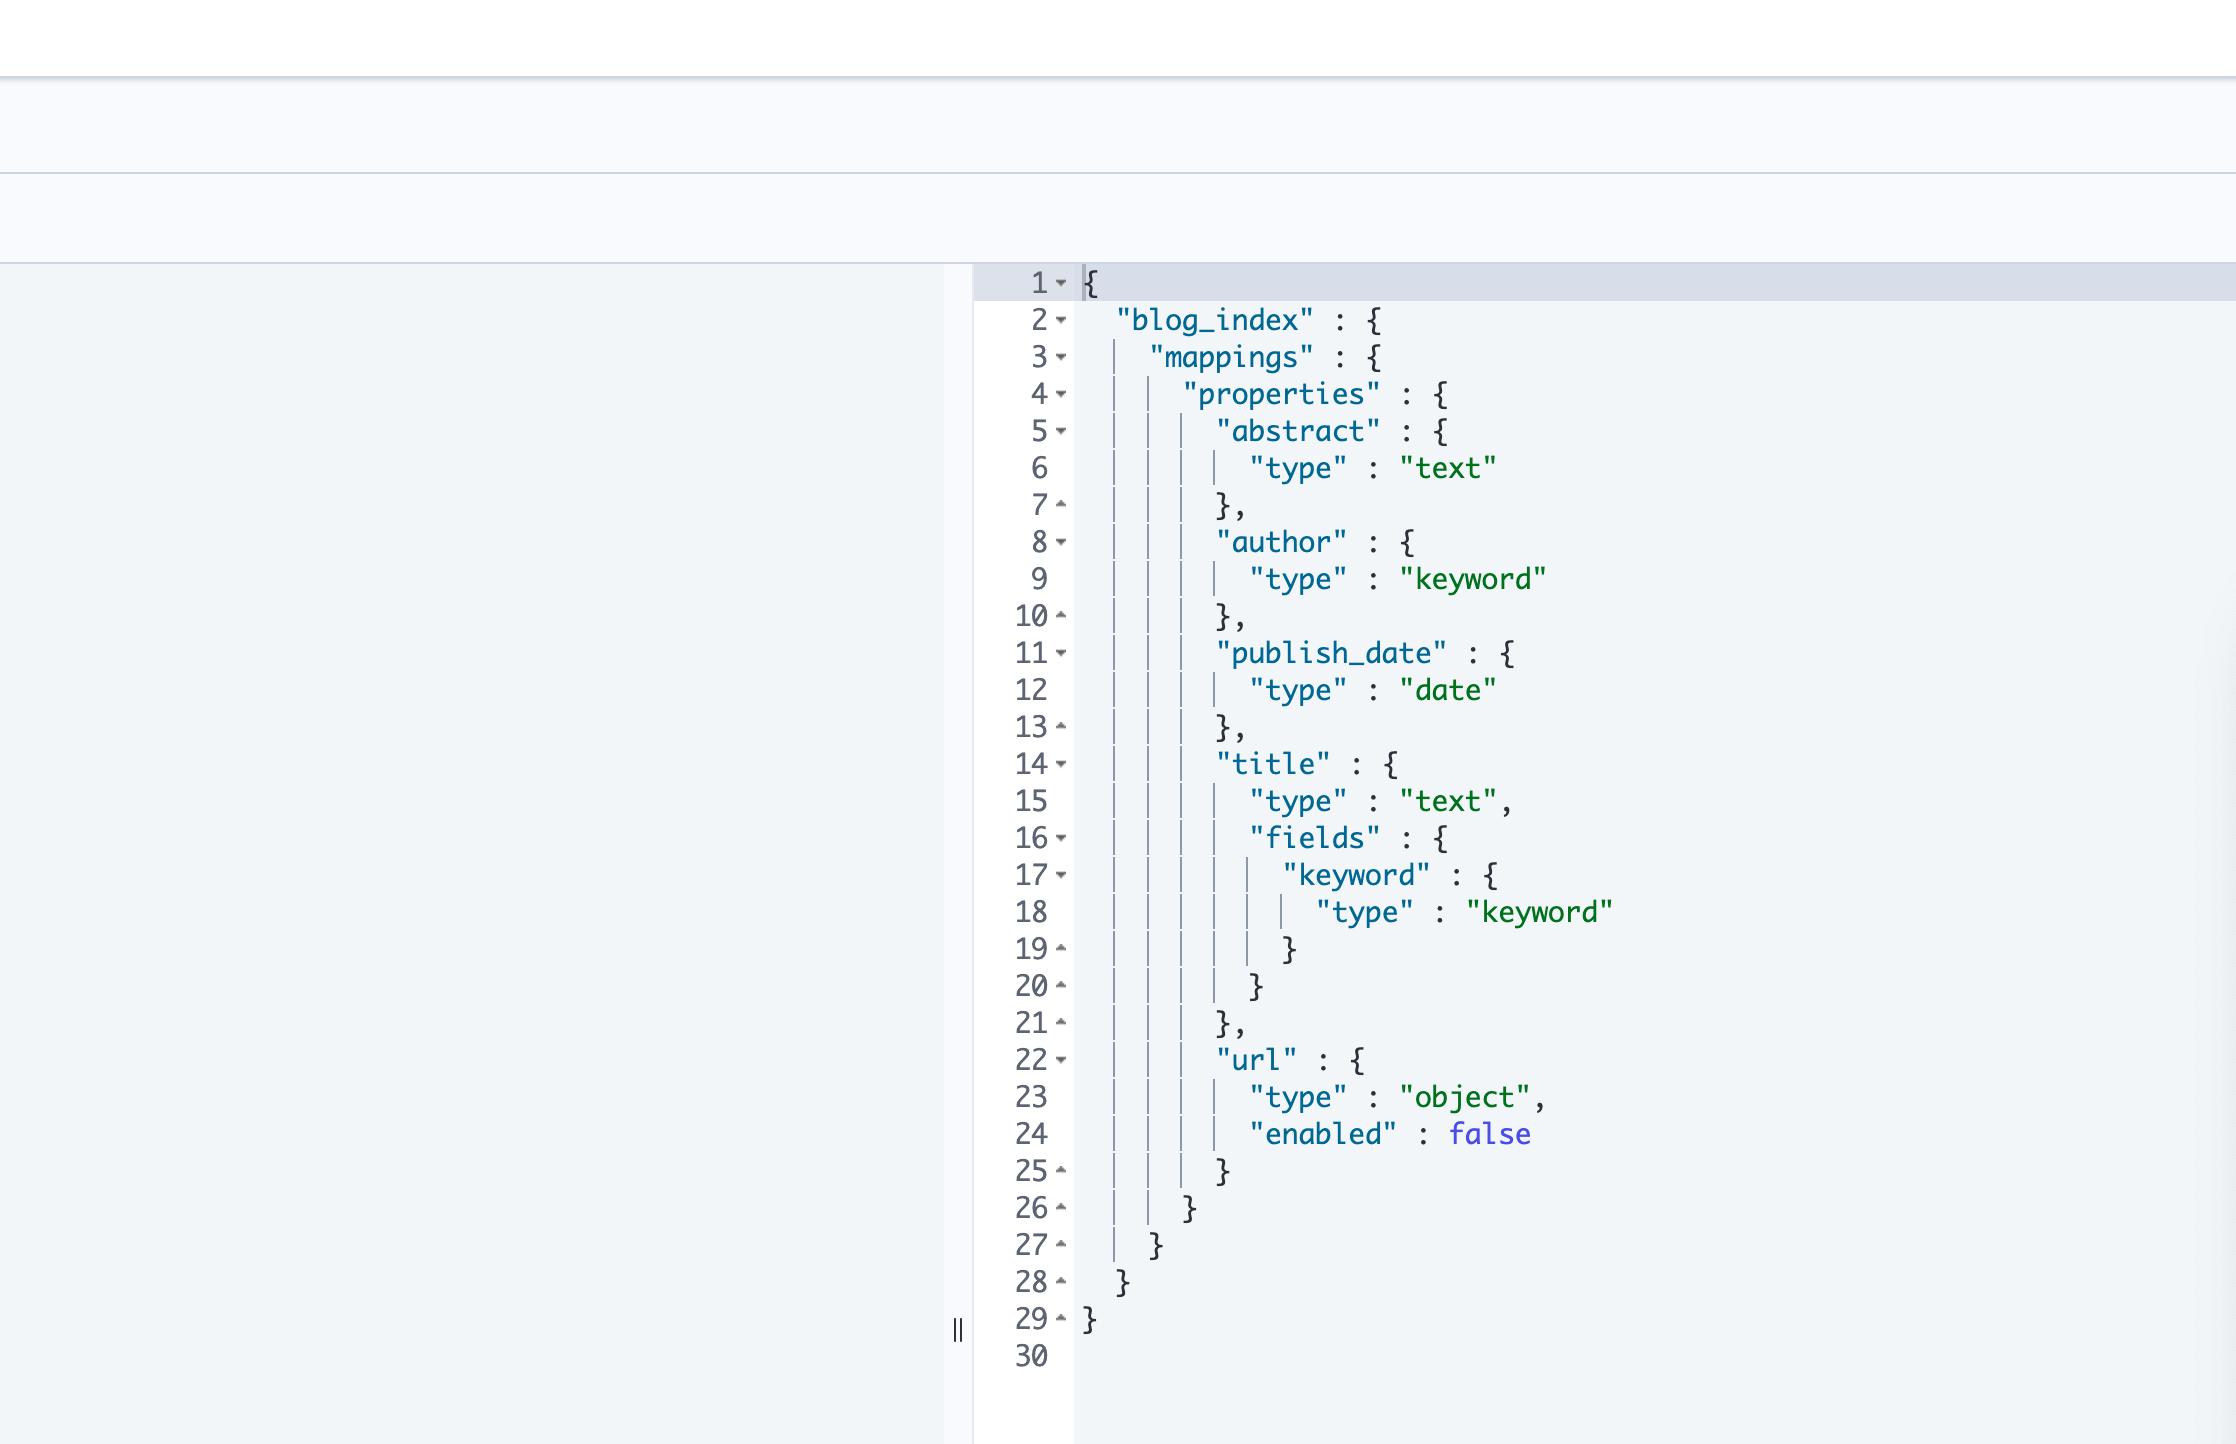 1 {
2   "blog_index" : {
3     "mappings" : {
4       "properties" : {
5         "abstract" : {
6           "type" : "text"
7         },
8         "author" : {
9           "type" : "keyword"
10         },
11         "publish_date" : {
12           "type" : "date"
13         },
14         "title" : {
15           "type" : "text",
16           "fields" : {
17             "keyword" : {
18               "type" : "keyword"
19             }
20           }
21         },
22         "url" : {
23           "type" : "object",
24           "enabled" : false
25         }
26       }
27     }
28   }
29 }
30